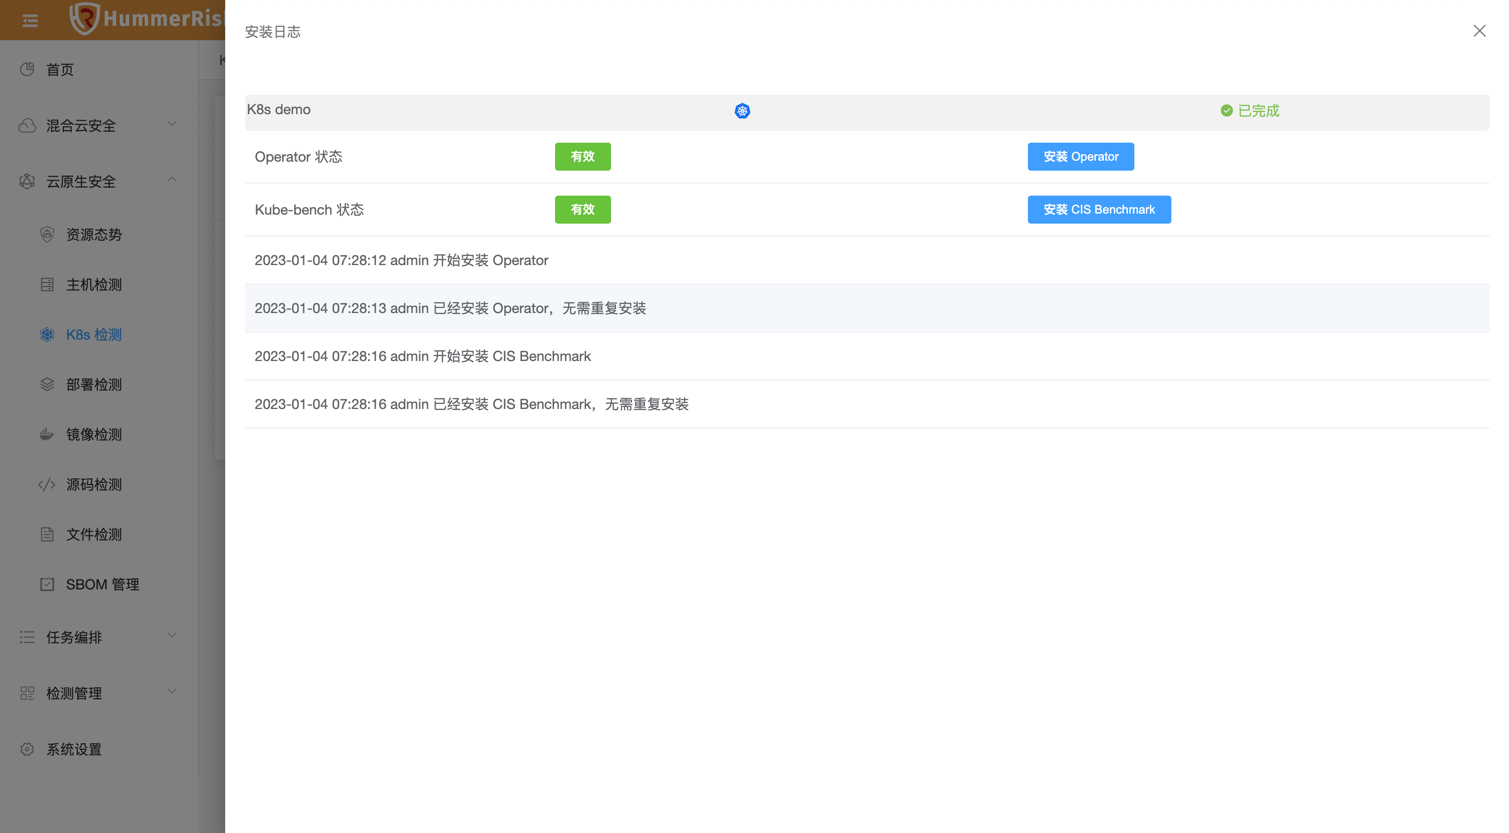 HummerRis
安装日志
首页
混合云安全
云原生安全
资源态势
主机检测
K8s 检测
部署检测
镜像检测
源码检测
文件检测
SBOM 管理
任务编排
检测管理
系统设置
K8s demo
已完成
Operator 状态
有效
安装 Operator
Kube-bench 状态
有效
安装 CIS Benchmark
2023-01-04 07:28:12 admin 开始安装 Operator
2023-01-04 07:28:13 admin 已经安装 Operator，无需重复安装
2023-01-04 07:28:16 admin 开始安装 CIS Benchmark
2023-01-04 07:28:16 admin 已经安装 CIS Benchmark，无需重复安装